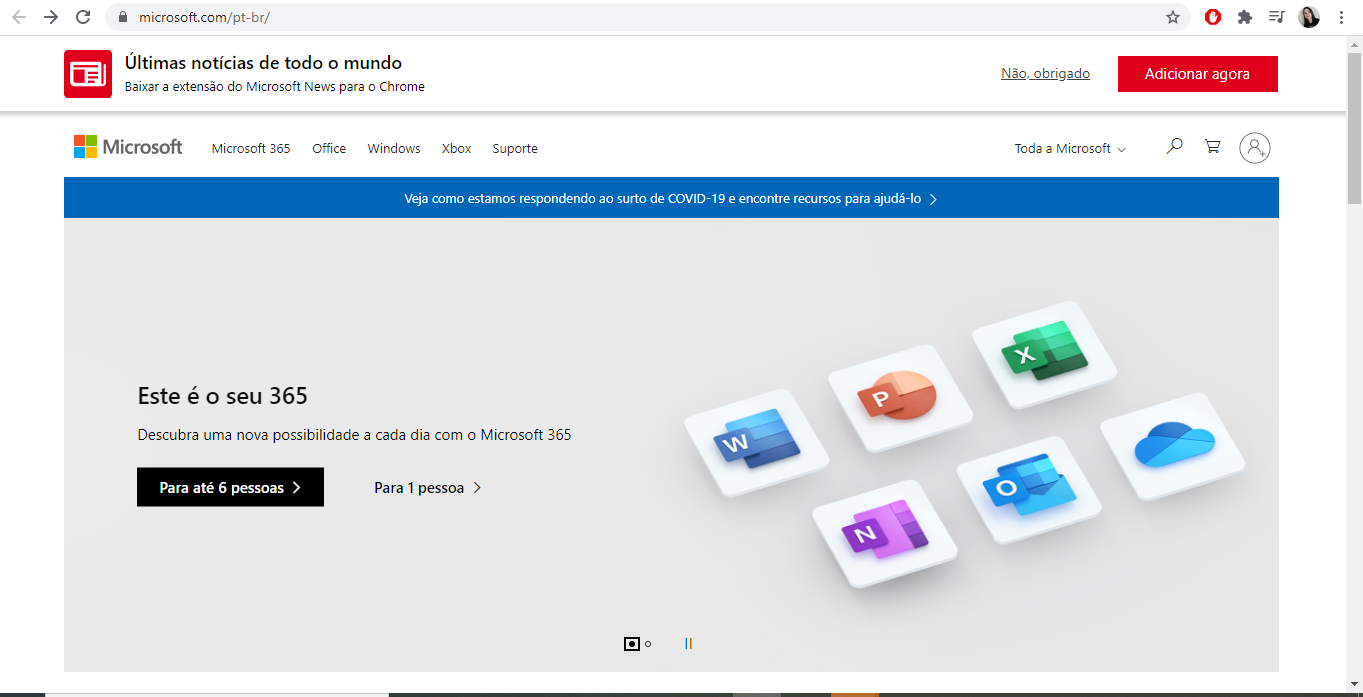 microsoft.com/pt-br/
Últimas notícias de todo o mundo
Baixar a extensão do Microsoft News para o Chrome
Não, obrigado
Adicionar agora
Microsoft
Microsoft 365
Office
Windows
Xbox
Suporte
Toda a Microsoft
Veja como estamos respondendo ao surto de COVID-19 e encontre recursos para ajudá-lo
Este é o seu 365
Descubra uma nova possibilidade a cada dia com o Microsoft 365
Para até 6 pessoas
Para 1 pessoa
W
P
X
N
O